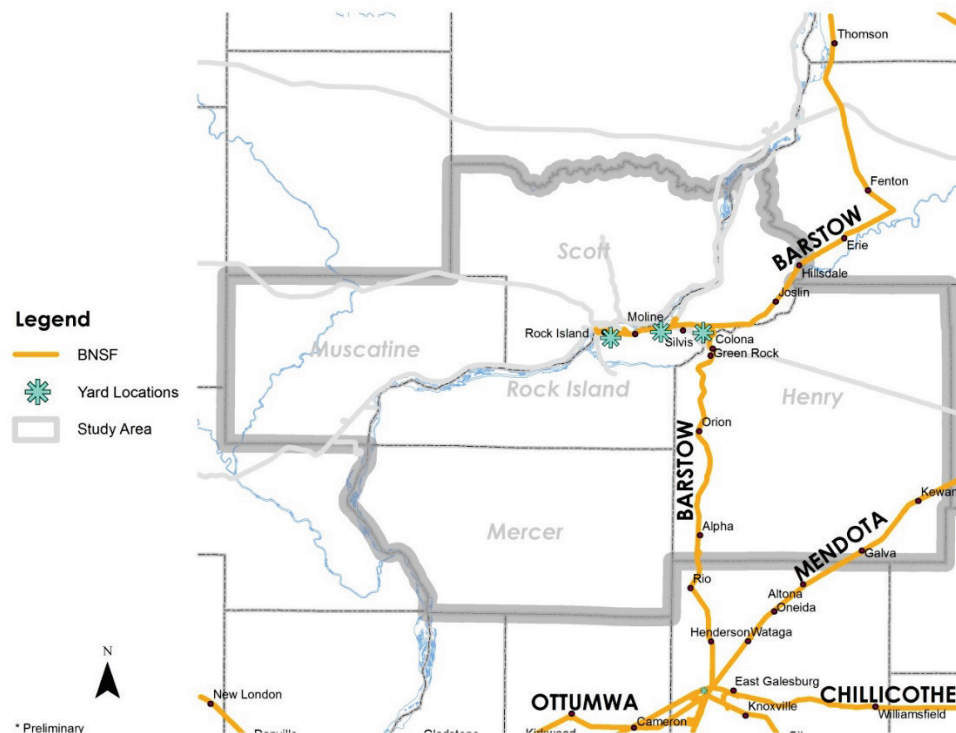 Thomson
Fenton
BARSTOW
Erie
Hillsdale
Joslin
Scott
Moline
Rock Island
Silvis
Colona
Green Rock
Muscatine
Rock Island
Henry
Legend
BNSF
Yard Locations
Study Area
Orion
BARSTOW
Kewan
Mercer
Alpha
MENDOTA
Galva
Rio
Altona
Oneida
Henderson
Wataga
N
New London
OTTUMWA
East Galesburg
CHILLICOTHE
Knoxville
Williamsfield
Cameron
* Preliminary